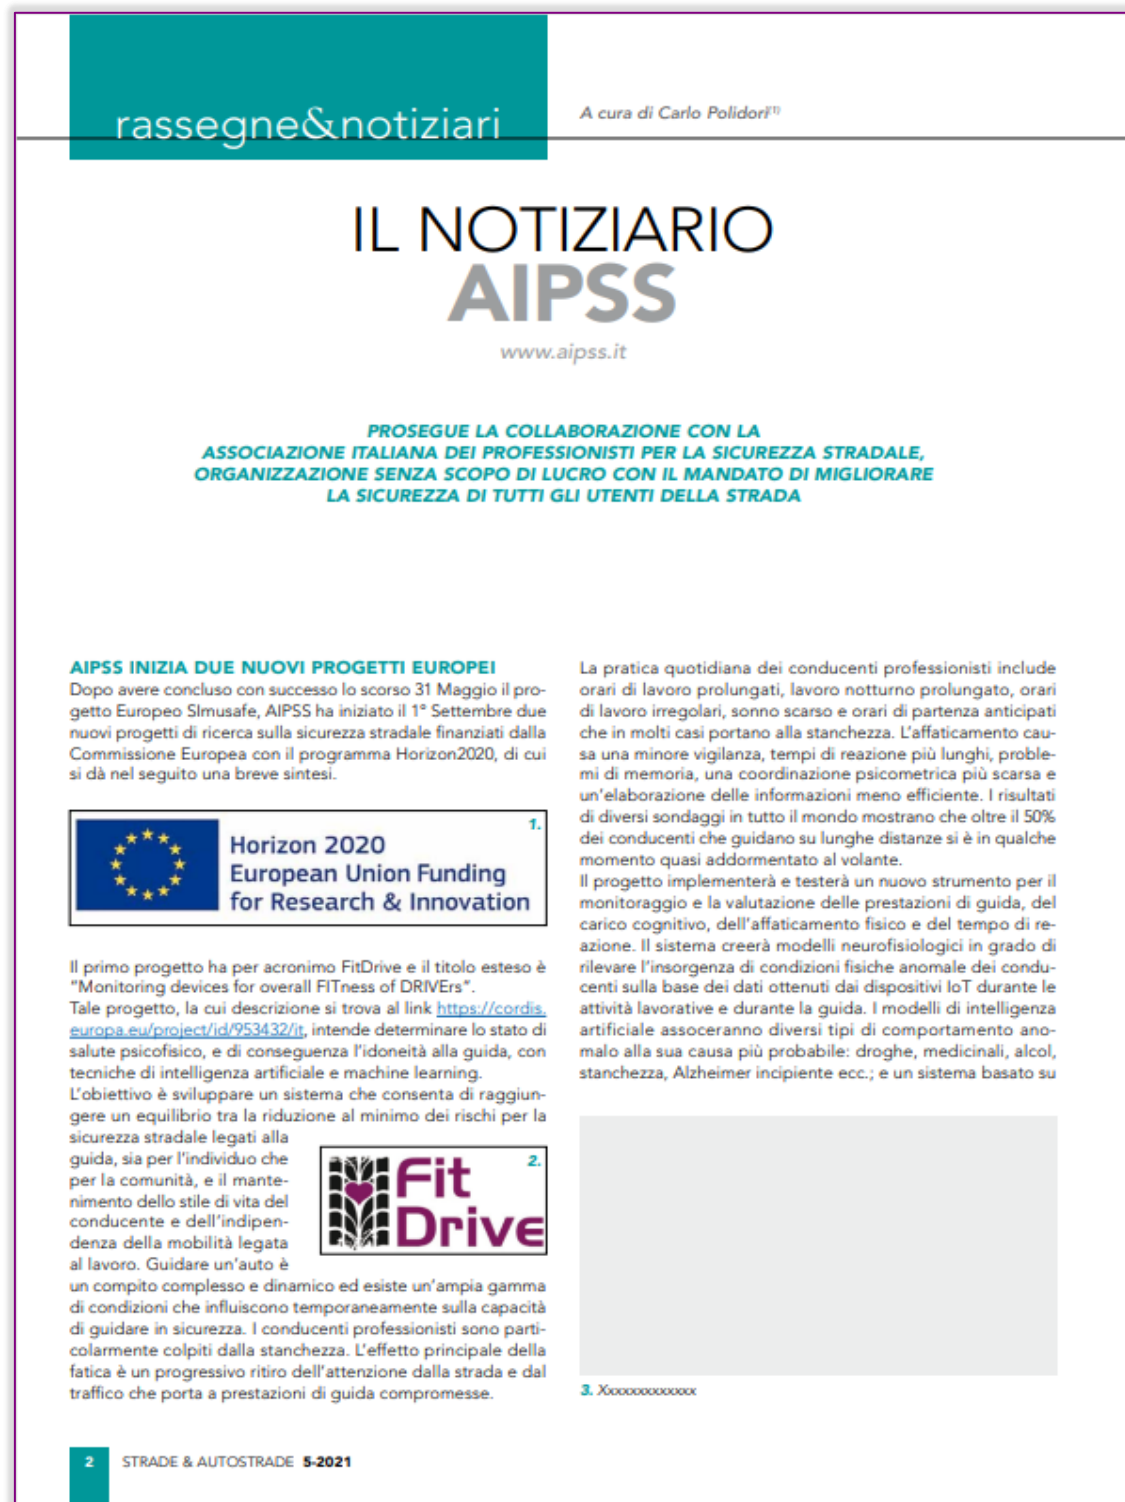 rassegne&notiziari
A cura di Carlo Polidori(1)
IL NOTIZIARIO
AIPSS
www.aipss.it
PROSEGUE LA COLLABORAZIONE CON LA
ASSOCIAZIONE ITALIANA DEI PROFESSIONISTI PER LA SICUREZZA STRADALE,
ORGANIZZAZIONE SENZA SCOPO DI LUCRO CON IL MANDATO DI MIGLIORARE
LA SICUREZZA DI TUTTI GLI UTENTI DELLA STRADA
AIPSS INIZIA DUE NUOVI PROGETTI EUROPEI
Dopo avere concluso con successo lo scorso 31 Maggio il pro-
getto Europeo SImusafe, AIPSS ha iniziato il 1° Settembre due
nuovi progetti di ricerca sulla sicurezza stradale finanziati dalla
Commissione Europea con il programma Horizon2020, di cui
si dà nel seguito una breve sintesi.
1.
Horizon 2020
European Union Funding
for Research & Innovation
Il primo progetto ha per acronimo FitDrive e il titolo esteso è
"Monitoring devices for overall FITness of DRIVErs".
Tale progetto, la cui descrizione si trova al link https://cordis.
europa.eu/project/id/953432/it, intende determinare lo stato di
salute psicofisico, e di conseguenza l'idoneità alla guida, con
tecniche di intelligenza artificiale e machine learning.
L'obiettivo è sviluppare un sistema che consenta di raggiun-
gere un equilibrio tra la riduzione al minimo dei rischi per la
sicurezza stradale legati alla
guida, sia per l'individuo che
per la comunità, e il mante-
nimento dello stile di vita del
conducente e dell'indipen-
denza della mobilità legata
al lavoro. Guidare un'auto è
2.
Fit
Drive
un compito complesso e dinamico ed esiste un'ampia gamma
di condizioni che influiscono temporaneamente sulla capacità
di guidare in sicurezza. I conducenti professionisti sono parti-
colarmente colpiti dalla stanchezza. L'effetto principale della
fatica è un progressivo ritiro dell'attenzione dalla strada e dal
traffico che porta a prestazioni di guida compromesse.
La pratica quotidiana dei conducenti professionisti include
orari di lavoro prolungati, lavoro notturno prolungato, orari
di lavoro irregolari, sonno scarso e orari di partenza anticipati
che in molti casi portano alla stanchezza. L'affaticamento cau-
sa una minore vigilanza, tempi di reazione più lunghi, proble-
mi di memoria, una coordinazione psicometrica più scarsa e
un'elaborazione delle informazioni meno efficiente. I risultati
di diversi sondaggi in tutto il mondo mostrano che oltre il 50%
dei conducenti che guidano su lunghe distanze si è in qualche
momento quasi addormentato al volante.
Il progetto implementerà e testerà un nuovo strumento per il
monitoraggio e la valutazione delle prestazioni di guida, del
carico cognitivo, dell'affaticamento fisico e del tempo di re-
azione. Il sistema creerà modelli neurofisiologici in grado di
rilevare l'insorgenza di condizioni fisiche anomale dei condu-
centi sulla base dei dati ottenuti dai dispositivi IoT durante le
attività lavorative e durante la guida. I modelli di intelligenza
artificiale assoceranno diversi tipi di comportamento ano-
malo alla sua causa più probabile: droghe, medicinali, alcol,
stanchezza, Alzheimer incipiente ecc.; e un sistema basato su
3. Xxxxxxxxxxxxx
2 STRADE & AUTOSTRADE 5-2021